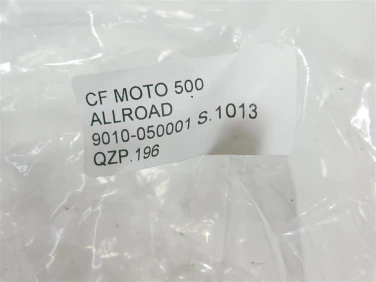 CF MOTO 500
ALLROAD
9010-050001 S.1013
QZP.196